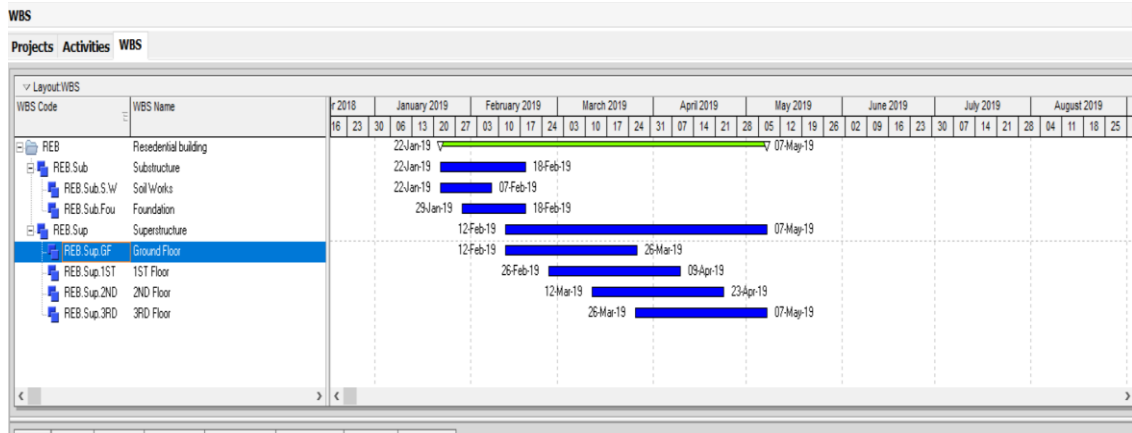 WBS
Projects Activities WBS
Layout:WBS
WBS Code WBS Name r 2018 January 2019 February 2019 March 2019 April 2019 May 2019 June 2019 July 2019 August 2019
16 23 30 06 13 20 27 03 10 17 24 03 10 17 24 31 07 14 21 28 05 12 19 26 02 09 16 23 30 07 14 21 28 04 11 18 25
REB Resedential building 22-Jan-19 07-May-19
REB.Sub Substructure 22-Jan-19 18-Feb-19
REB.Sub.S.W Soil Works 22-Jan-19 07-Feb-19
REB.Sub.Fou Foundation 29-Jan-19 18-Feb-19
REB.Sup Superstructure 12-Feb-19 07-May-19
REB.Sup.GF Ground Floor 12-Feb-19 26-Mar-19
REB.Sup.1ST 1ST Floor 26-Feb-19 09-Apr-19
REB.Sup.2ND 2ND Floor 12-Mar-19 23-Apr-19
REB.Sup.3RD 3RD Floor 26-Mar-19 07-May-19